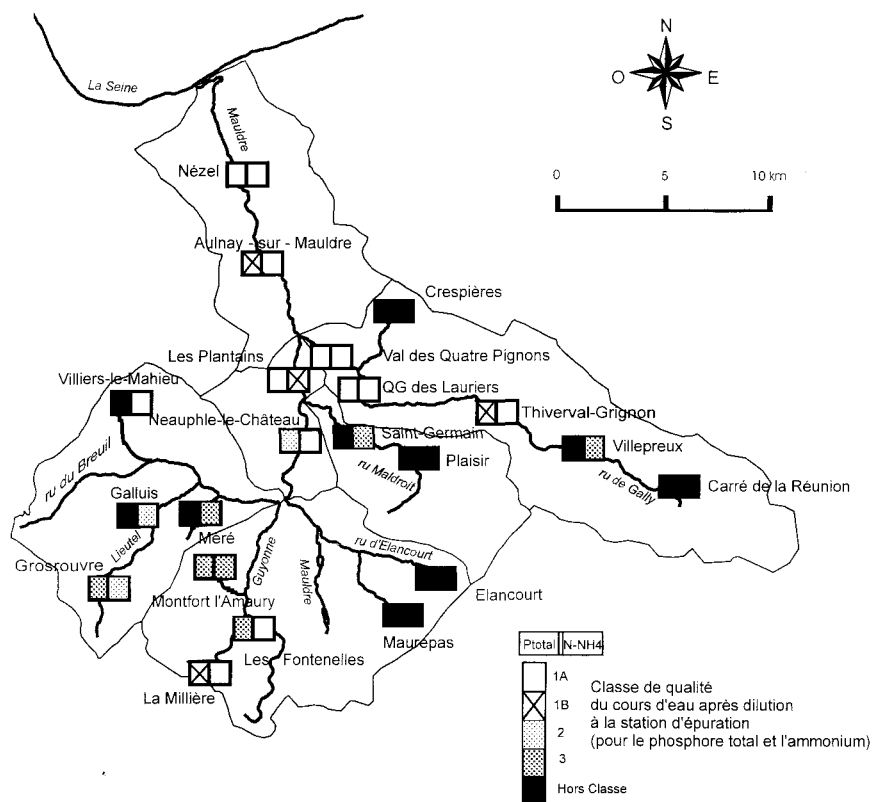 N
La Seine
O
E
S
Mauldre
Nézel
0
5
10 km
Aulnay - sur - Mauldre
Crespières
Les Plantains
Val des Quatre Pignons
Villiers-le-Mahieu
QG des Lauriers
Neauphle-le-Château
Thiverval-Grignon
Saint-Germain
Villepreux
ru du Breuil
ru Maldroit
Plaisir
ru de Gally
Carré de la Réunion
Galluis
Lieutel
Méré
Guyonne
Mauldre
ru d'Elancourt
Grosrouvre
Montfort l'Amaury
Elancourt
Maurepas
Les Fontenelles
La Millière
Ptotal N-NH4
1A
Classe de qualité
1B
du cours d'eau après dilution
à la station d'épuration
2
(pour le phosphore total et l'ammonium)
3
Hors Classe